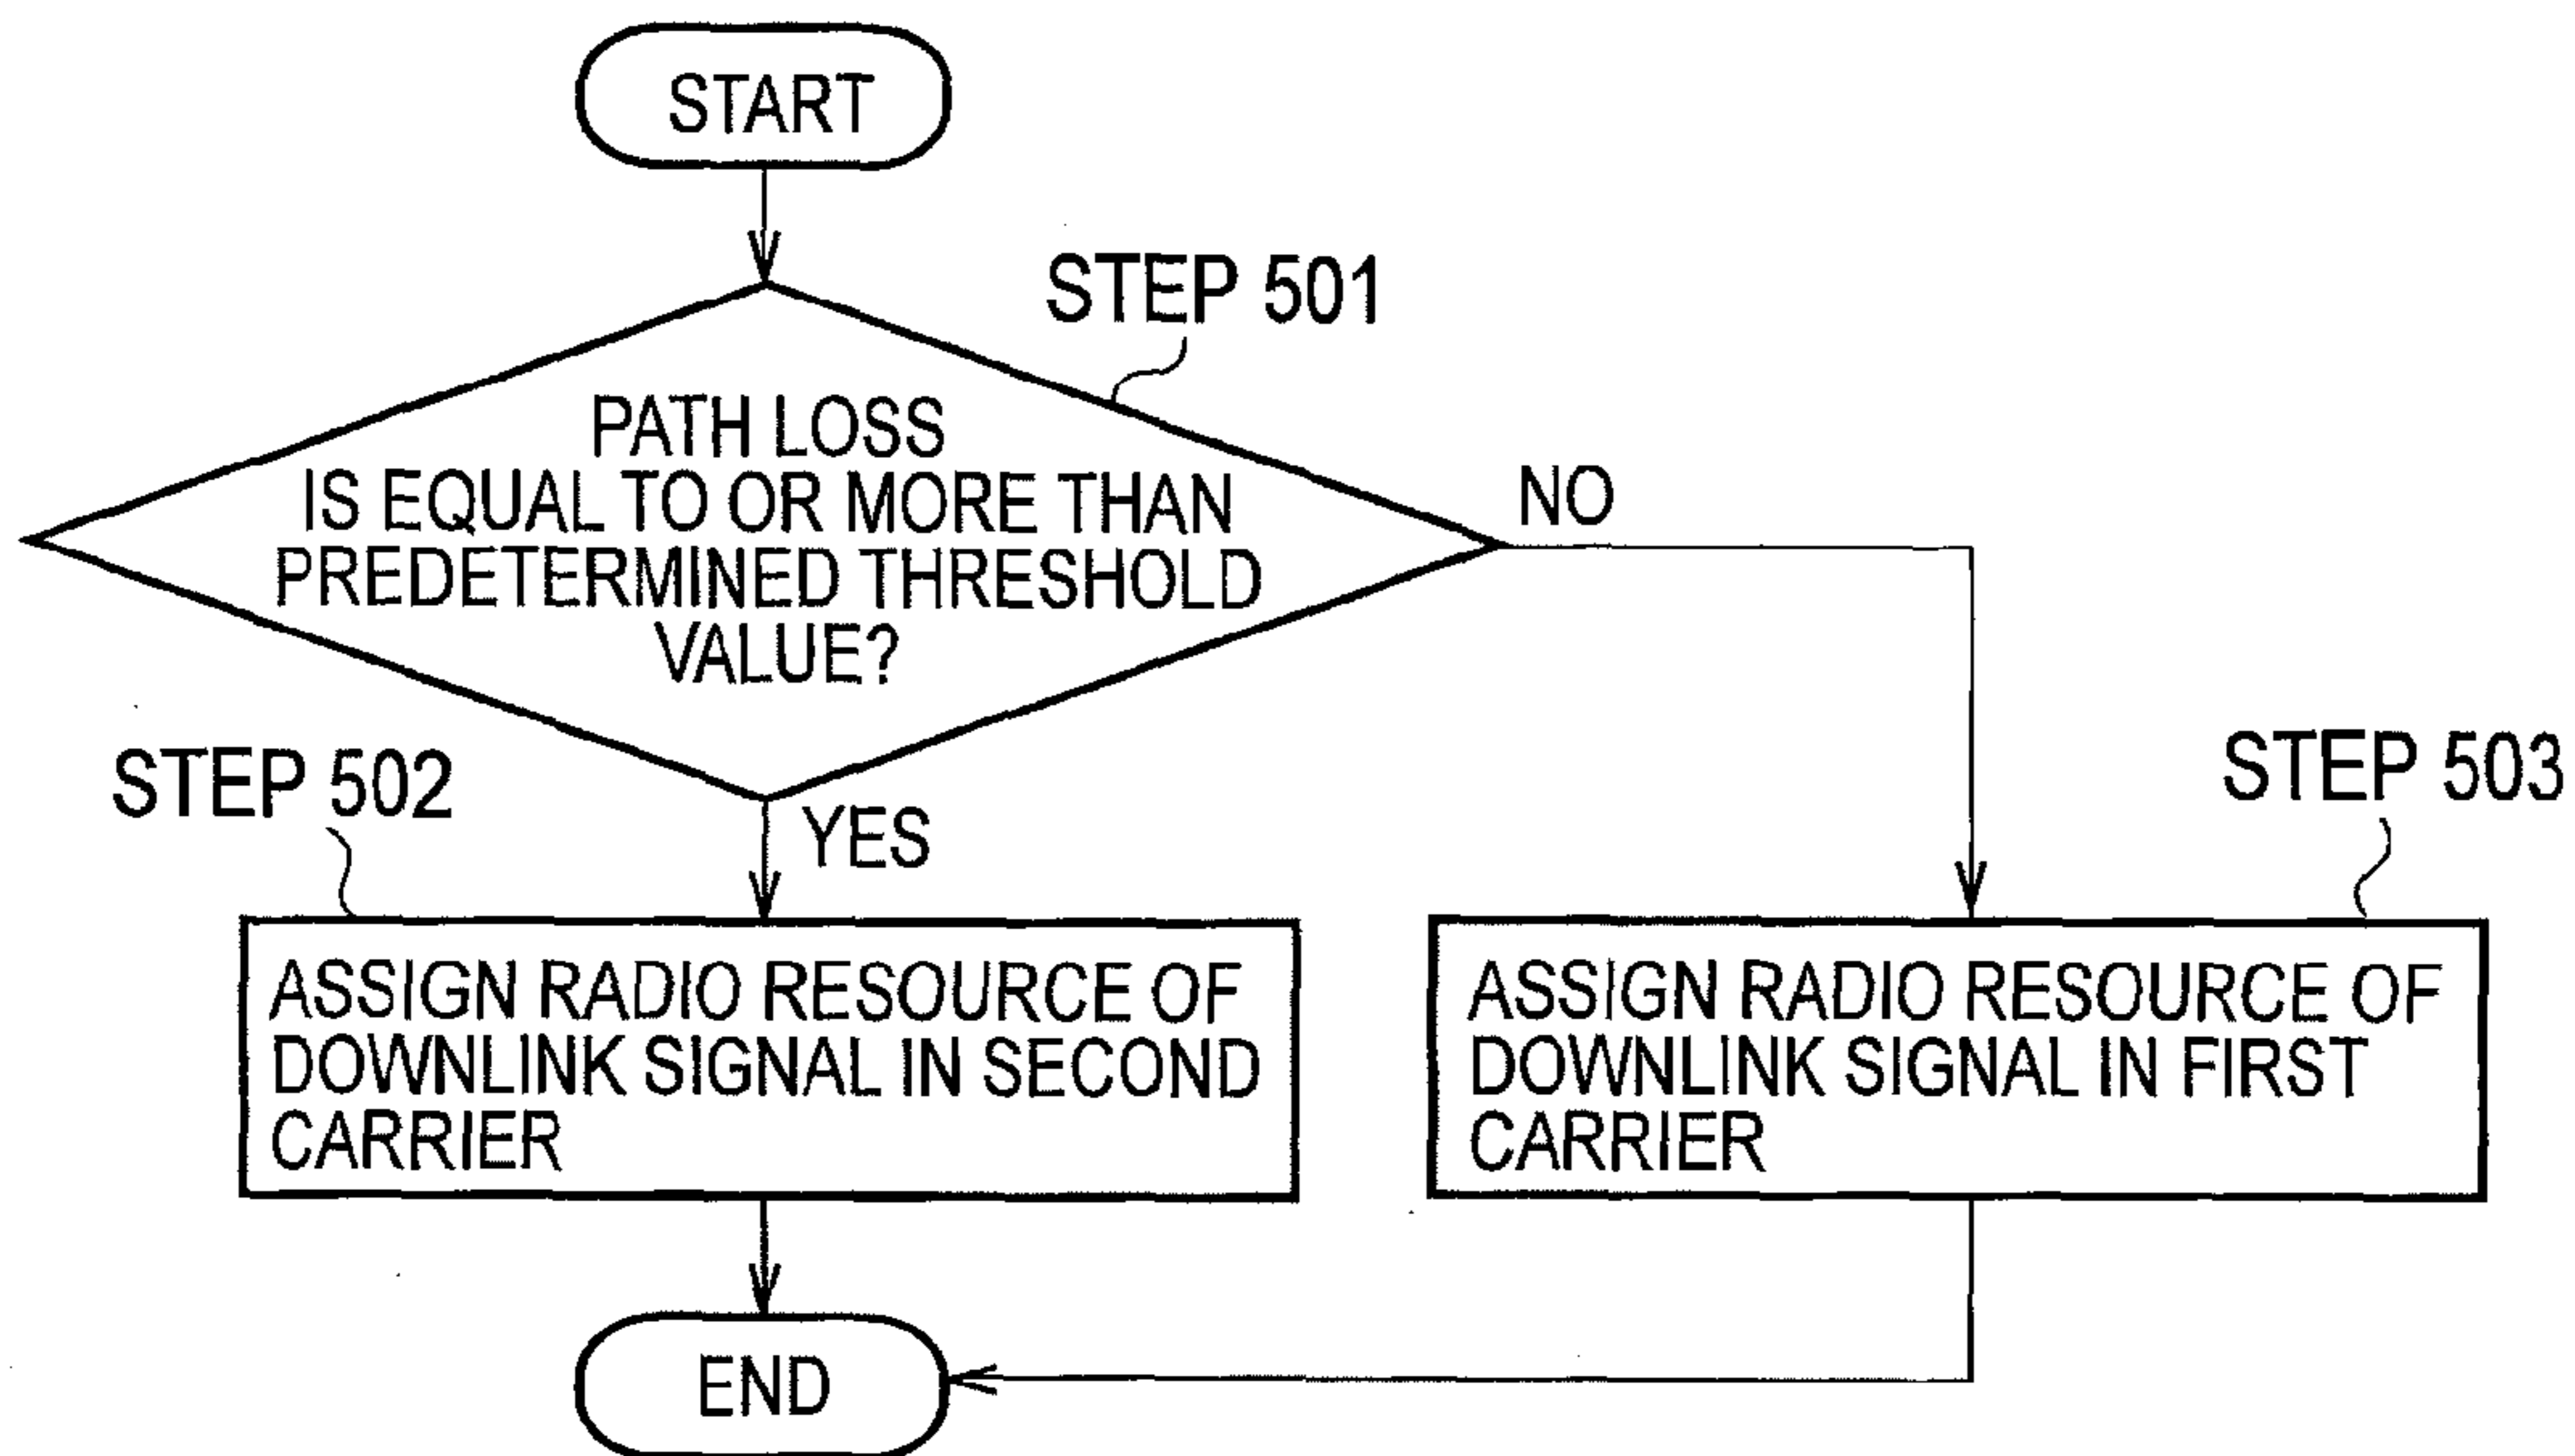 START
STEP 501
PATH LOSS
IS EQUAL TO OR MORE THAN
PREDETERMINED THRESHOLD
VALUE?
NO
STEP 502
YES
STEP 503
ASSIGN RADIO RESOURCE OF
DOWNLINK SIGNAL IN SECOND
CARRIER
ASSIGN RADIO RESOURCE OF
DOWNLINK SIGNAL IN FIRST
CARRIER
END